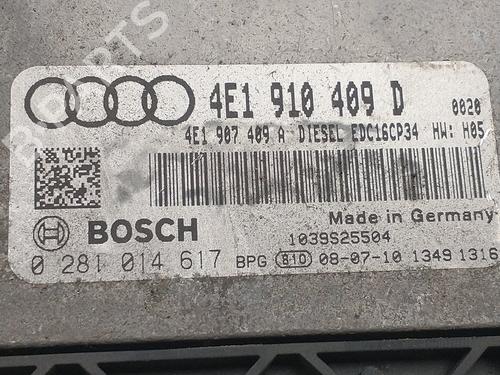 4E1 910 409 D 0020
4E1 907 409 A DIESEL EDC16CP34 HW: H05
BOSCH
Made in Germany
1039S25504
0 281 014 617 BPG 810 08-07-10 1349 1316